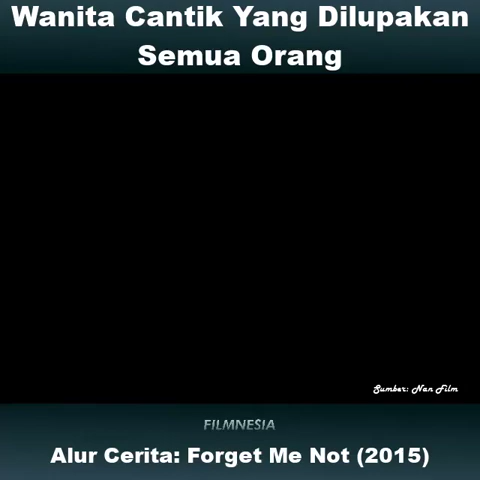 Wanita Cantik Yang Dilupakan
Semua Orang
Sumber: Nan Film
FILMNESIA
Alur Cerita: Forget Me Not (2015)